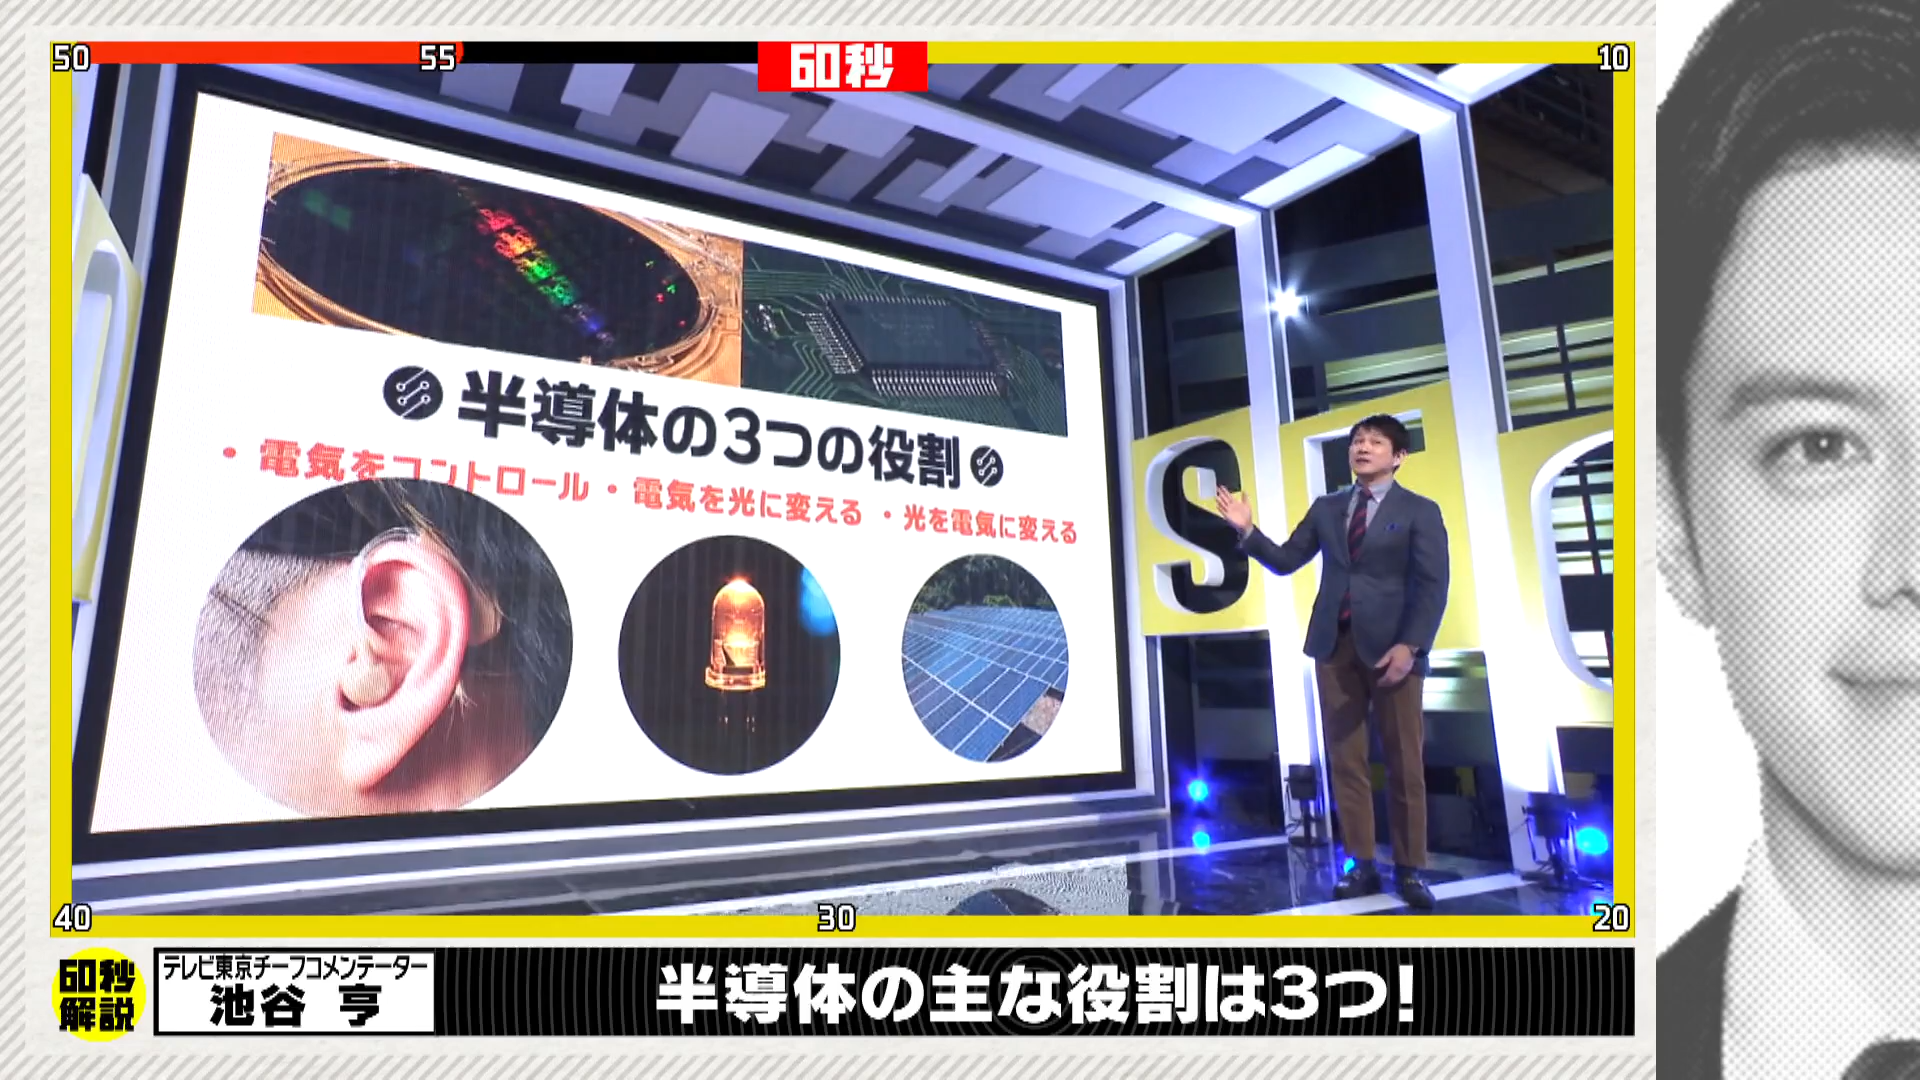 50
55
60秒
10
半導体の3つの役割
・電気をコントロール ・電気を光に変える ・光を電気に変える
SEC
40
30
20
60秒
解説
テレビ東京チーフコメンテーター
池谷 亨
半導体の主な役割は3つ!